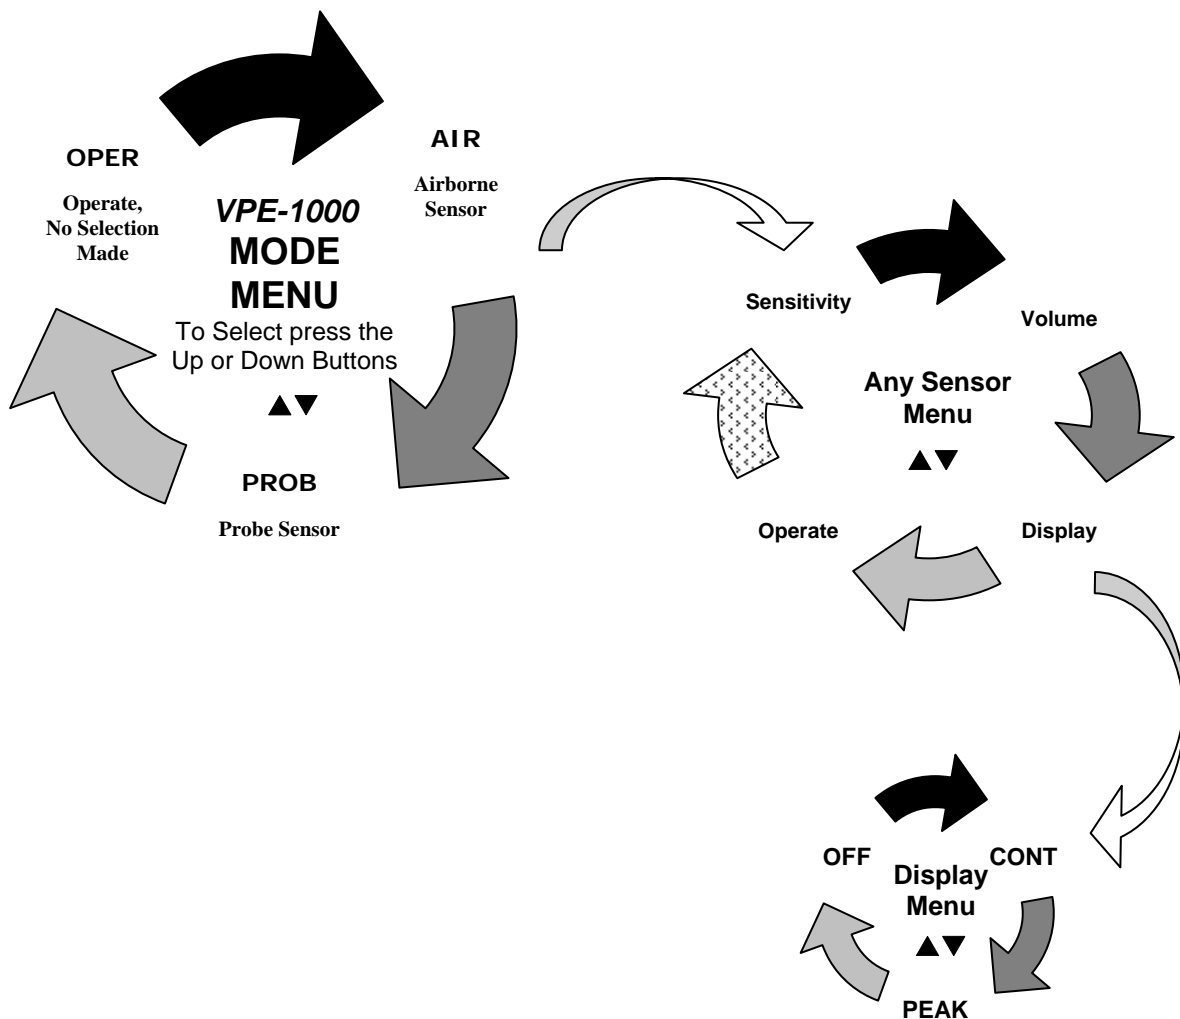 OPER
Operate,
No Selection
Made
AIR
Airborne
Sensor
VPE-1000
MODE
MENU
To Select press the
Up or Down Buttons
▲▼
PROB
Probe Sensor
Sensitivity
Volume
Any Sensor
Menu
▲▼
Operate
Display
OFF
CONT
Display
Menu
▲▼
PEAK